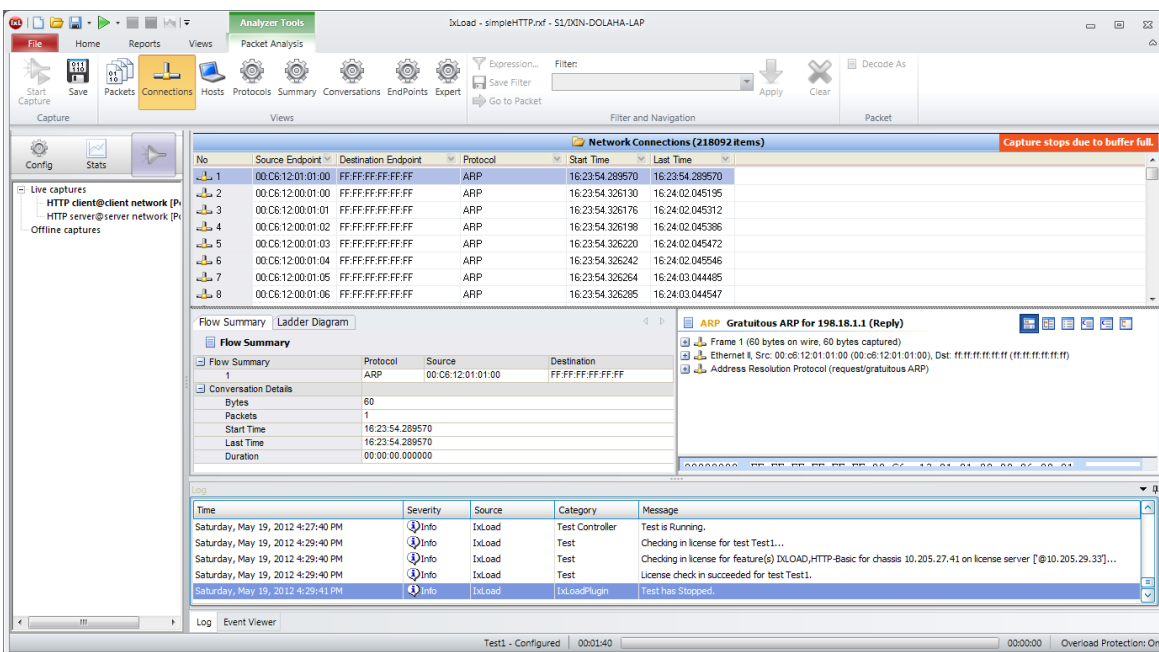 IxL
Analyzer Tools
IxLoad - simpleHTTP.rxf - S1/IXIN-DOLAHA-LAP
File Home Reports Views Packet Analysis
Start Capture
Save
Packets
Connections
Hosts
Protocols
Summary
Conversations
EndPoints
Expert
Expression...
Save Filter
Go to Packet
Filter:
Apply
Clear
Decode As
Capture Views Filter and Navigation Packet
Config Stats
Live captures
HTTP client@client network [Po
HTTP server@server network [Po
Offline captures
Network Connections (218092 items)
Capture stops due to buffer full.
No Source Endpoint Destination Endpoint Protocol Start Time Last Time
1 00:C6:12:01:01:00 FF:FF:FF:FF:FF:FF ARP 16:23:54.289570 16:23:54.289570
2 00:C6:12:00:01:00 FF:FF:FF:FF:FF:FF ARP 16:23:54.326130 16:24:02.045195
3 00:C6:12:00:01:01 FF:FF:FF:FF:FF:FF ARP 16:23:54.326176 16:24:02.045312
4 00:C6:12:00:01:02 FF:FF:FF:FF:FF:FF ARP 16:23:54.326198 16:24:02.045386
5 00:C6:12:00:01:03 FF:FF:FF:FF:FF:FF ARP 16:23:54.326220 16:24:02.045472
6 00:C6:12:00:01:04 FF:FF:FF:FF:FF:FF ARP 16:23:54.326242 16:24:02.045546
7 00:C6:12:00:01:05 FF:FF:FF:FF:FF:FF ARP 16:23:54.326264 16:24:03.044485
8 00:C6:12:00:01:06 FF:FF:FF:FF:FF:FF ARP 16:23:54.326285 16:24:03.044547
Flow Summary Ladder Diagram
Flow Summary
Flow Summary Protocol Source Destination
1 ARP 00:C6:12:01:01:00 FF:FF:FF:FF:FF:FF
Conversation Details
Bytes 60
Packets 1
Start Time 16:23:54.289570
Last Time 16:23:54.289570
Duration 00:00:00.000000
ARP Gratuitous ARP for 198.18.1.1 (Reply)
Frame 1 (60 bytes on wire, 60 bytes captured)
Ethernet II, Src: 00:c6:12:01:01:00 (00:c6:12:01:01:00), Dst: ff:ff:ff:ff:ff:ff (ff:ff:ff:ff:ff:ff)
Address Resolution Protocol (request/gratuitous ARP)
Log
Time Severity Source Category Message
Saturday, May 19, 2012 4:27:40 PM Info IxLoad Test Controller Test is Running.
Saturday, May 19, 2012 4:29:40 PM Info IxLoad Test Checking in license for test Test1...
Saturday, May 19, 2012 4:29:40 PM Info IxLoad Test Checking in license for feature(s) IXLOAD,HTTP-Basic for chassis 10.205.27.41 on license server ['@10.205.29.33']...
Saturday, May 19, 2012 4:29:40 PM Info IxLoad Test License check in succeeded for test Test1.
Saturday, May 19, 2012 4:29:41 PM Info IxLoad IxLoadPlugin Test has Stopped.
Log Event Viewer
Test1 - Configured 00:01:40 00:00:00 Overload Protection: On